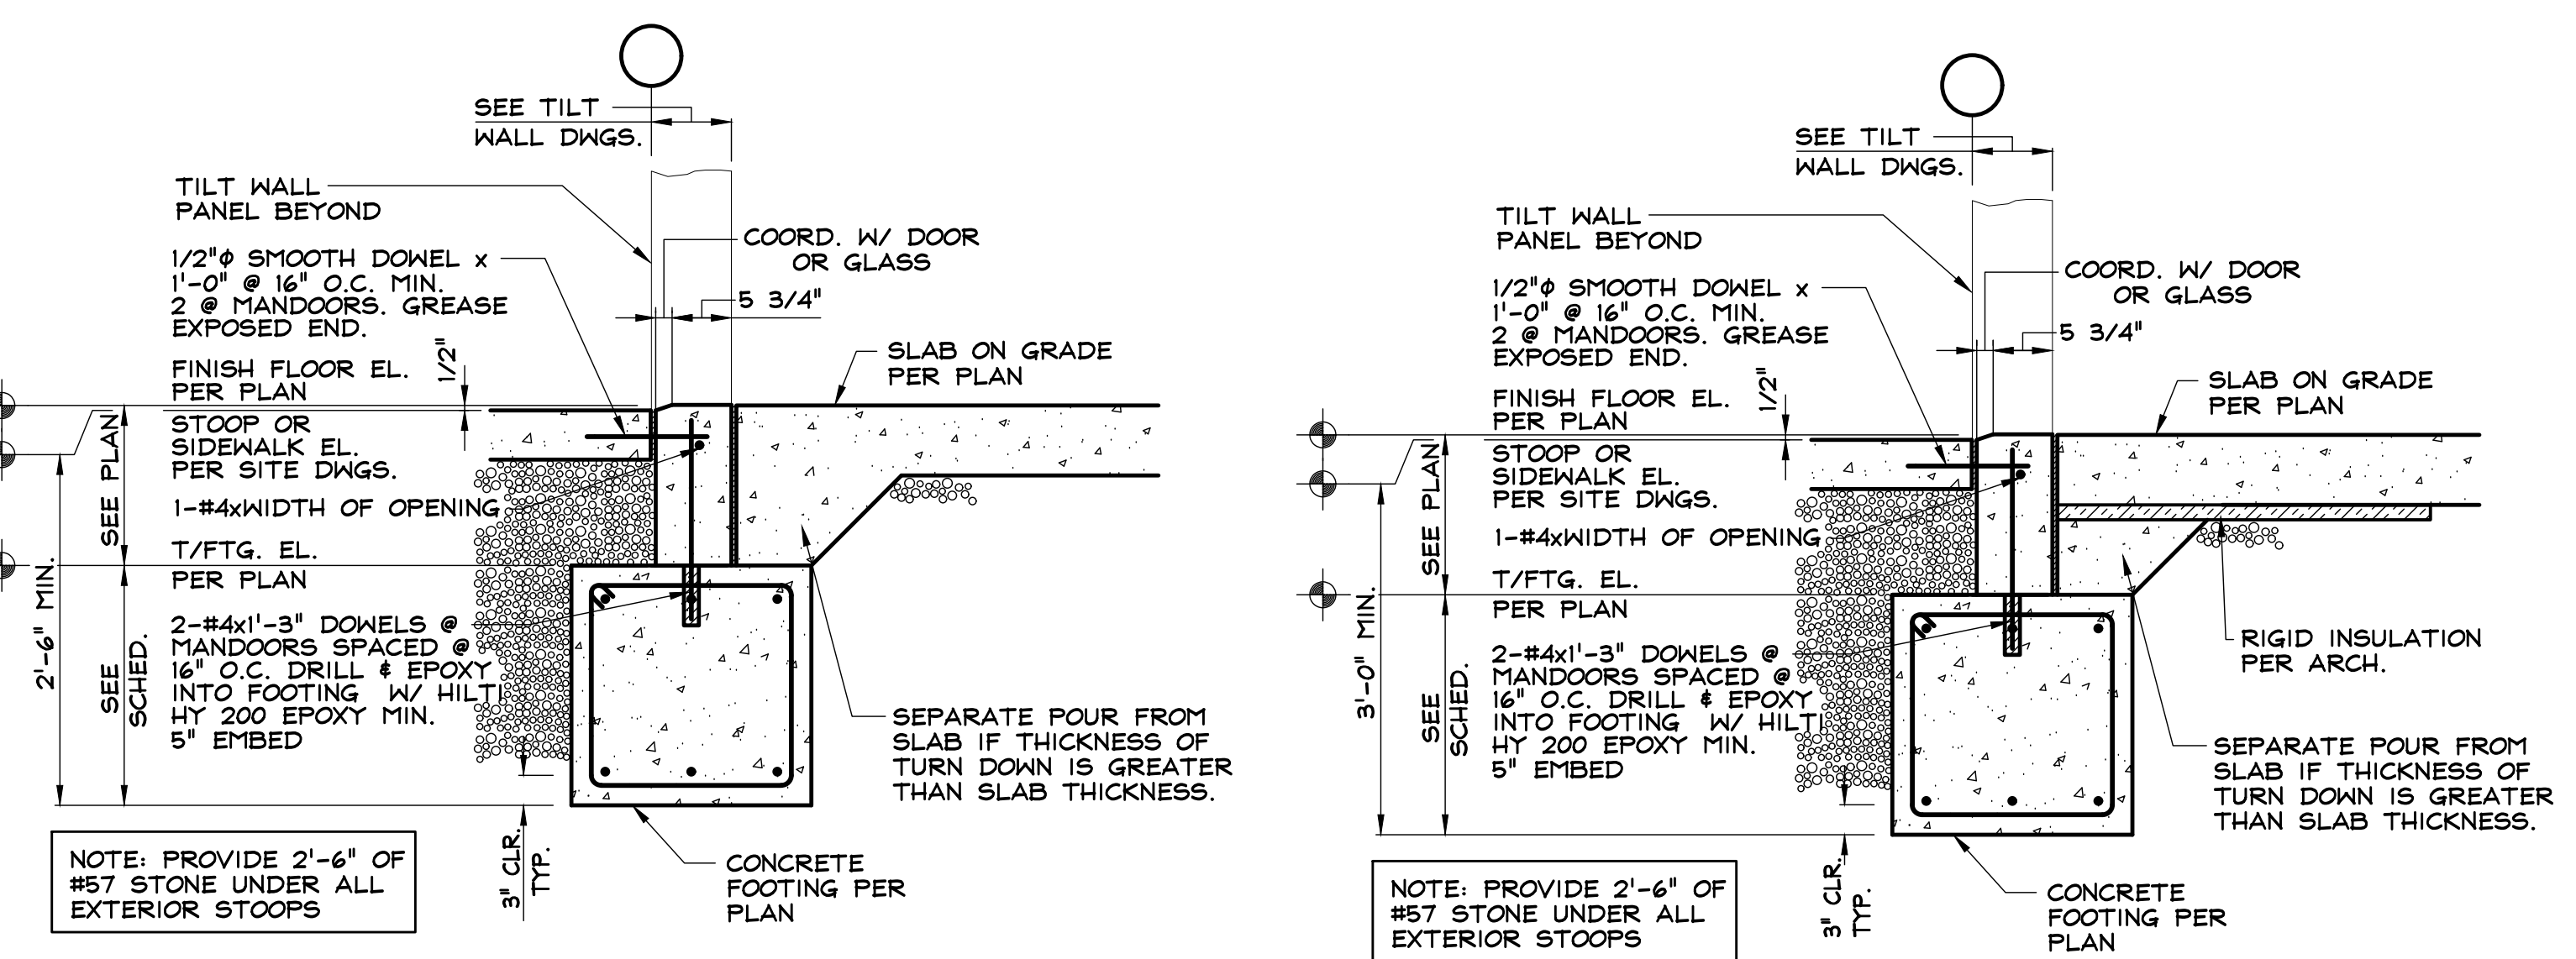 SEE TILT
WALL DWGS.
TILT WALL
PANEL BEYOND
COORD. W/ DOOR
OR GLASS
1/2"ϕ SMOOTH DOWEL x
1'-0" @ 16" O.C. MIN.
2 @ MANDOORS. GREASE
EXPOSED END.
5 3/4"
1/2"
SLAB ON GRADE
PER PLAN
FINISH FLOOR EL.
PER PLAN
STOOP OR
SIDEWALK EL.
PER SITE DWGS.
SEE PLAN
1-#4xWIDTH OF OPENING
T/FTG. EL.
PER PLAN
2'-6" MIN.
SEE
SCHED.
2-#4x1'-3" DOWELS @
MANDOORS SPACED @
16" O.C. DRILL & EPOXY
INTO FOOTING W/ HILTI
HY 200 EPOXY MIN.
5" EMBED
SEPARATE POUR FROM
SLAB IF THICKNESS OF
TURN DOWN IS GREATER
THAN SLAB THICKNESS.
3" CLR.
TYP.
CONCRETE
FOOTING PER
PLAN
NOTE: PROVIDE 2'-6" OF
#57 STONE UNDER ALL
EXTERIOR STOOPS
SEE TILT
WALL DWGS.
TILT WALL
PANEL BEYOND
COORD. W/ DOOR
OR GLASS
1/2"ϕ SMOOTH DOWEL x
1'-0" @ 16" O.C. MIN.
2 @ MANDOORS. GREASE
EXPOSED END.
5 3/4"
1/2"
SLAB ON GRADE
PER PLAN
FINISH FLOOR EL.
PER PLAN
STOOP OR
SIDEWALK EL.
PER SITE DWGS.
SEE PLAN
1-#4xWIDTH OF OPENING
T/FTG. EL.
PER PLAN
3'-0" MIN.
SEE
SCHED.
RIGID INSULATION
PER ARCH.
2-#4x1'-3" DOWELS @
MANDOORS SPACED @
16" O.C. DRILL & EPOXY
INTO FOOTING W/ HILTI
HY 200 EPOXY MIN.
5" EMBED
SEPARATE POUR FROM
SLAB IF THICKNESS OF
TURN DOWN IS GREATER
THAN SLAB THICKNESS.
3" CLR.
TYP.
CONCRETE
FOOTING PER
PLAN
NOTE: PROVIDE 2'-6" OF
#57 STONE UNDER ALL
EXTERIOR STOOPS